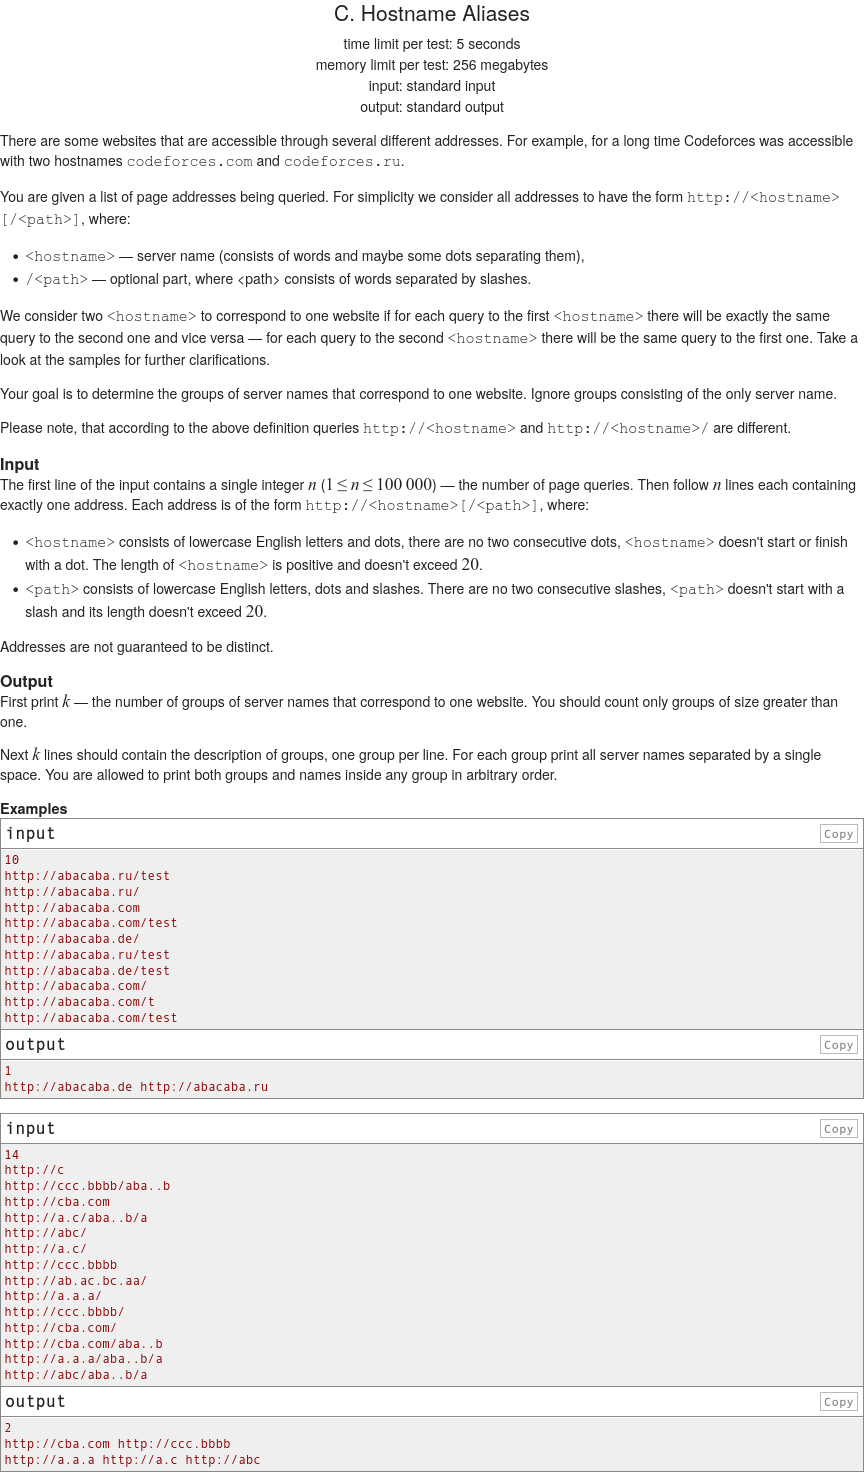 C. Hostname Aliases
time limit per test: 5 seconds
memory limit per test: 256 megabytes
input: standard input
output: standard output
There are some websites that are accessible through several different addresses. For example, for a long time Codeforces was accessible
with two hostnames codeforces.com and codeforces.ru.
You are given a list of page addresses being queried. For simplicity we consider all addresses to have the form http://<hostname>
[/<path>], where:
• <hostname> — server name (consists of words and maybe some dots separating them),
• /<path> — optional part, where <path> consists of words separated by slashes.
We consider two <hostname> to correspond to one website if for each query to the first <hostname> there will be exactly the same
query to the second one and vice versa — for each query to the second <hostname> there will be the same query to the first one. Take a
look at the samples for further clarifications.
Your goal is to determine the groups of server names that correspond to one website. Ignore groups consisting of the only server name.
Please note, that according to the above definition queries http://<hostname> and http://<hostname>/ are different.
Input
The first line of the input contains a single integer n (1 ≤ n ≤ 100 000) — the number of page queries. Then follow n lines each containing
exactly one address. Each address is of the form http://<hostname>[/<path>], where:
• <hostname> consists of lowercase English letters and dots, there are no two consecutive dots, <hostname> doesn't start or finish
with a dot. The length of <hostname> is positive and doesn't exceed 20.
• <path> consists of lowercase English letters, dots and slashes. There are no two consecutive slashes, <path> doesn't start with a
slash and its length doesn't exceed 20.
Addresses are not guaranteed to be distinct.
Output
First print k — the number of groups of server names that correspond to one website. You should count only groups of size greater than
one.
Next k lines should contain the description of groups, one group per line. For each group print all server names separated by a single
space. You are allowed to print both groups and names inside any group in arbitrary order.
Examples
input Copy
10
http://abacaba.ru/test
http://abacaba.ru/
http://abacaba.com
http://abacaba.com/test
http://abacaba.de/
http://abacaba.ru/test
http://abacaba.de/test
http://abacaba.com/
http://abacaba.com/t
http://abacaba.com/test
output Copy
1
http://abacaba.de http://abacaba.ru
input Copy
14
http://c
http://ccc.bbbb/aba..b
http://cba.com
http://a.c/aba..b/a
http://abc/
http://a.c/
http://ccc.bbbb
http://ab.ac.bc.aa/
http://a.a.a/
http://ccc.bbbb/
http://cba.com/
http://cba.com/aba..b
http://a.a.a/aba..b/a
http://abc/aba..b/a
output Copy
2
http://cba.com http://ccc.bbbb
http://a.a.a http://a.c http://abc